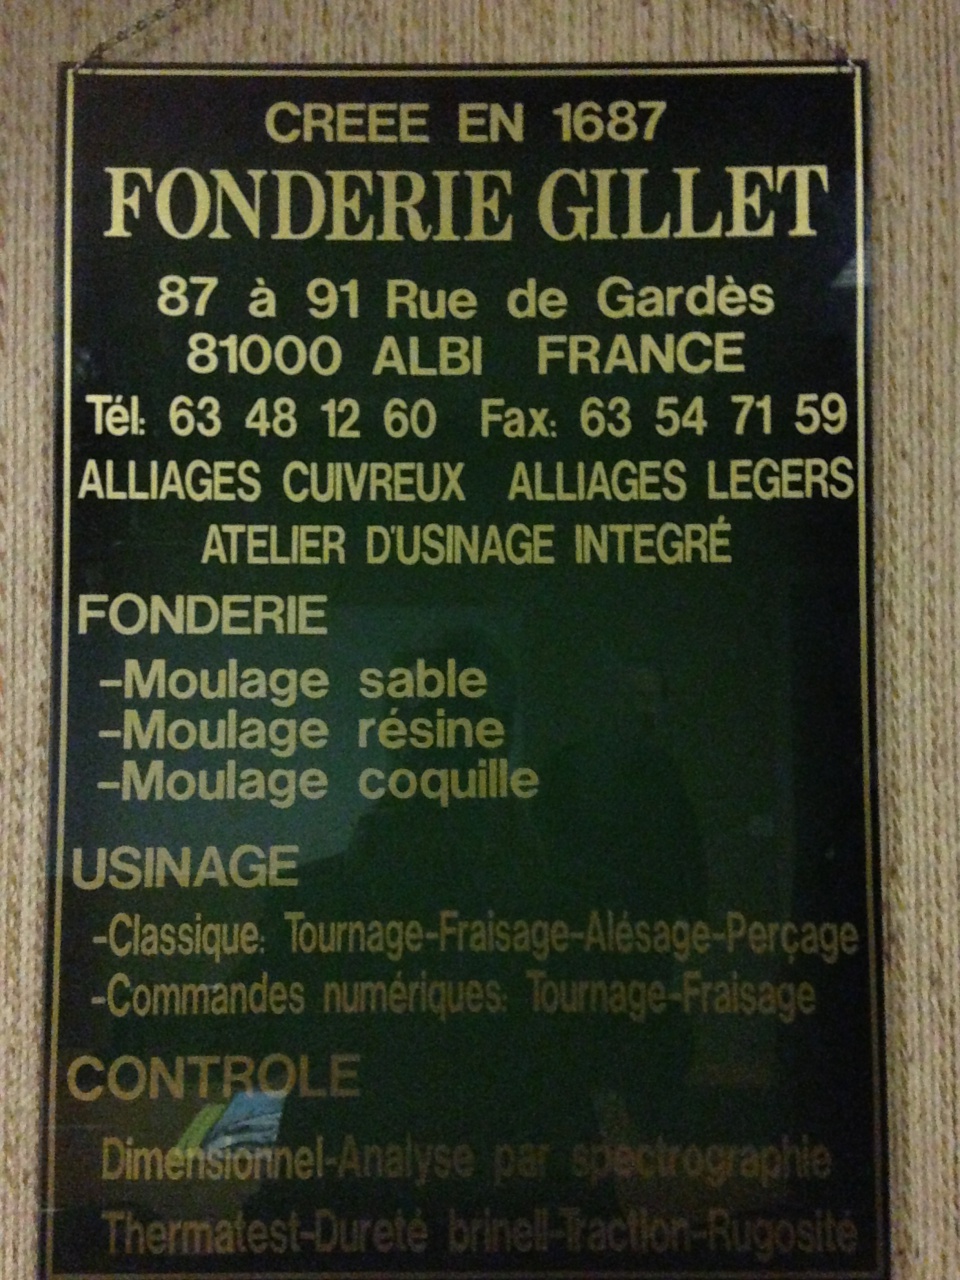 CREEE EN 1687
FONDERIE GILLET
87 à 91 Rue de Gardès
81000 ALBI FRANCE
Tél: 63 48 12 60 Fax: 63 54 71 59
ALLIAGES CUIVREUX ALLIAGES LEGERS
ATELIER D'USINAGE INTEGRÉ
FONDERIE
-Moulage sable
-Moulage résine
-Moulage coquille
USINAGE
-Classique: Tournage-Fraisage-Alésage-Perçage
-Commandes numériques: Tournage-Fraisage
CONTROLE
Dimensionnel-Analyse par spectrographie
Thermatest-Dureté brinell-Traction-Rugosité